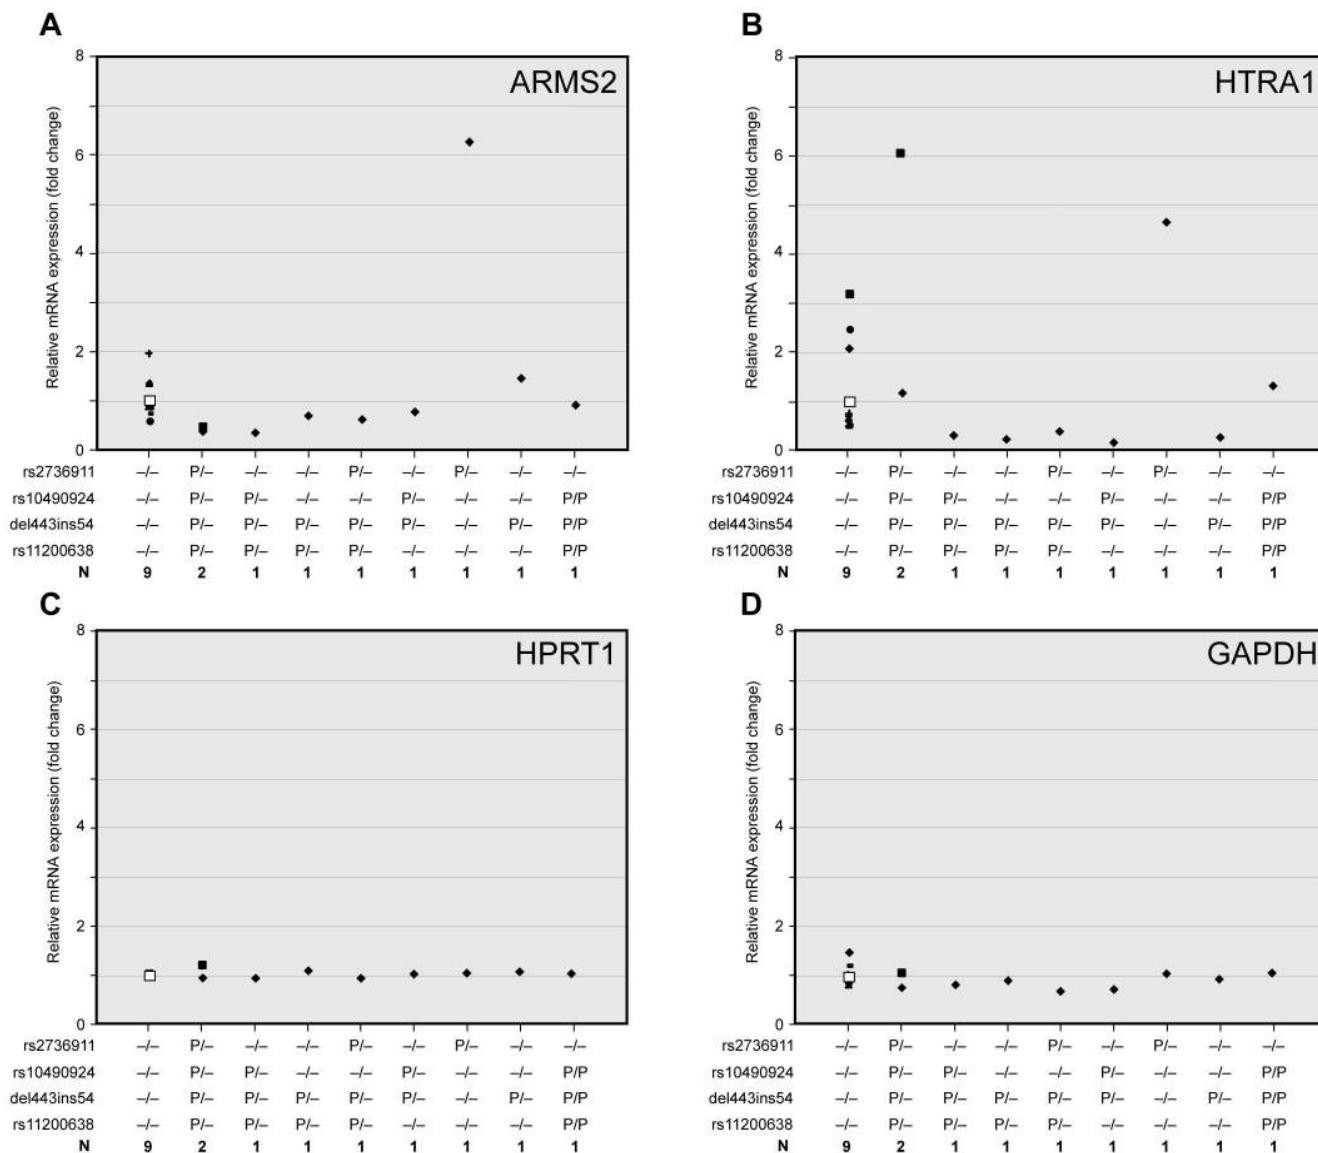 A
ARMS2
Relative mRNA expression (fold change)
8
6
4
2
0
rs2736911 –/– P/– –/– –/– P/– –/– P/– –/– –/–
rs10490924 –/– P/– P/– –/– –/– P/– –/– –/– P/P
del443ins54 –/– P/– P/– P/– P/– P/– –/– P/– P/P
rs11200638 –/– P/– P/– P/– P/– –/– –/– –/– P/P
N 9 2 1 1 1 1 1 1 1
B
HTRA1
Relative mRNA expression (fold change)
8
6
4
2
0
rs2736911 –/– P/– –/– –/– P/– –/– P/– –/– –/–
rs10490924 –/– P/– P/– –/– –/– P/– –/– –/– P/P
del443ins54 –/– P/– P/– P/– P/– P/– –/– P/– P/P
rs11200638 –/– P/– P/– P/– P/– –/– –/– –/– P/P
N 9 2 1 1 1 1 1 1 1
C
HPRT1
Relative mRNA expression (fold change)
8
6
4
2
0
rs2736911 –/– P/– –/– –/– P/– –/– P/– –/– –/–
rs10490924 –/– P/– P/– –/– –/– P/– –/– –/– P/P
del443ins54 –/– P/– P/– P/– P/– P/– –/– P/– P/P
rs11200638 –/– P/– P/– P/– P/– –/– –/– –/– P/P
N 9 2 1 1 1 1 1 1 1
D
GAPDH
Relative mRNA expression (fold change)
8
6
4
2
0
rs2736911 –/– P/– –/– –/– P/– –/– P/– –/– –/–
rs10490924 –/– P/– P/– –/– –/– P/– –/– –/– P/P
del443ins54 –/– P/– P/– P/– P/– P/– –/– P/– P/P
rs11200638 –/– P/– P/– P/– P/– –/– –/– –/– P/P
N 9 2 1 1 1 1 1 1 1